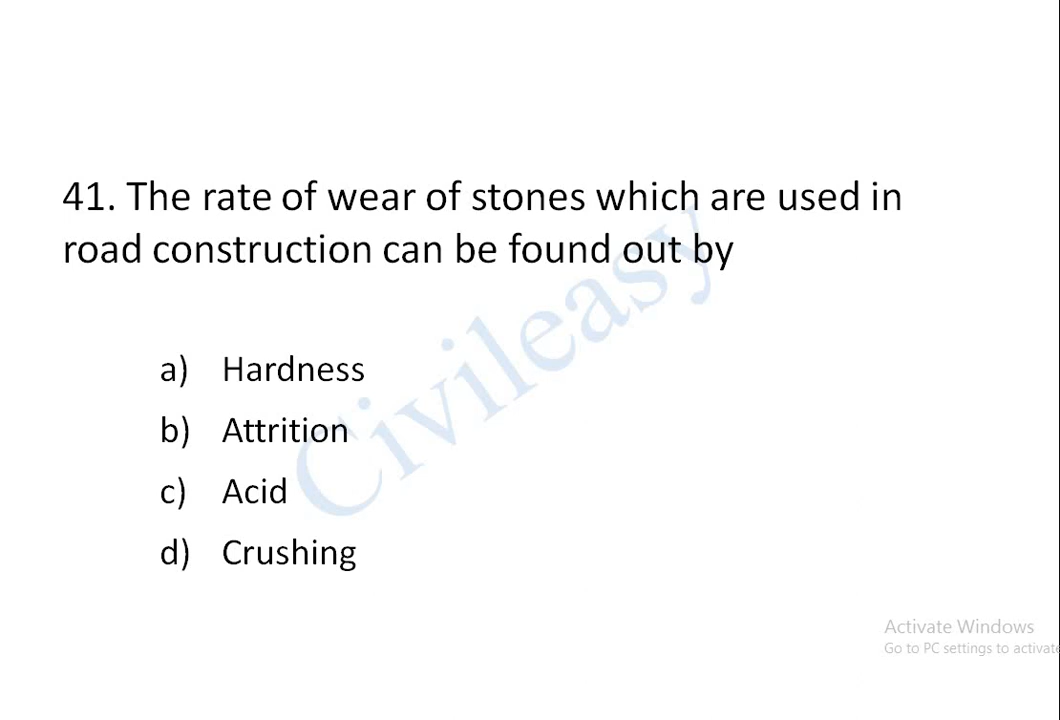 41. The rate of wear of stones which are used in
road construction can be found out by
a) Hardness
b) Attrition
c) Acid
d) Crushing
Civileasy
Activate Windows
Go to PC settings to activate